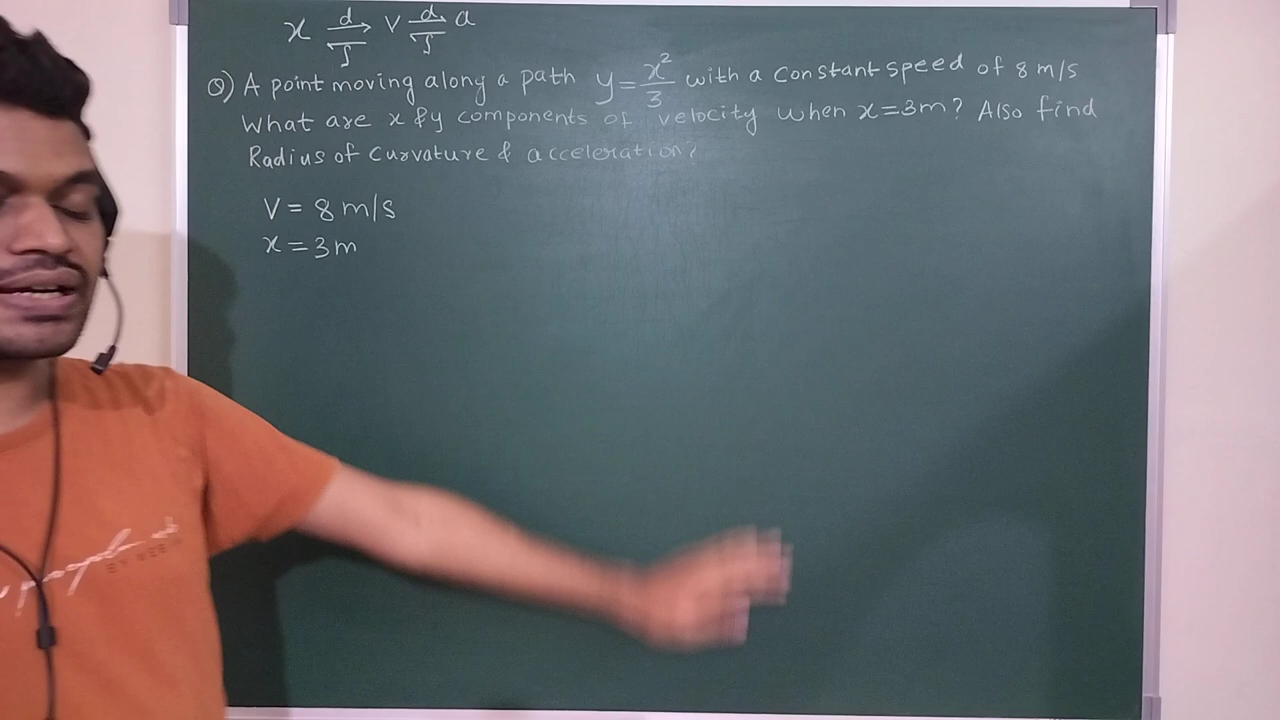 x d/∫ v d/∫ a
Q) A point moving along a path y = x²/3 with a constant speed of 8 m/s
What are x & y components of velocity when x = 3m? Also find
Radius of Curvature & acceleration?
V = 8 m/s
x = 3m